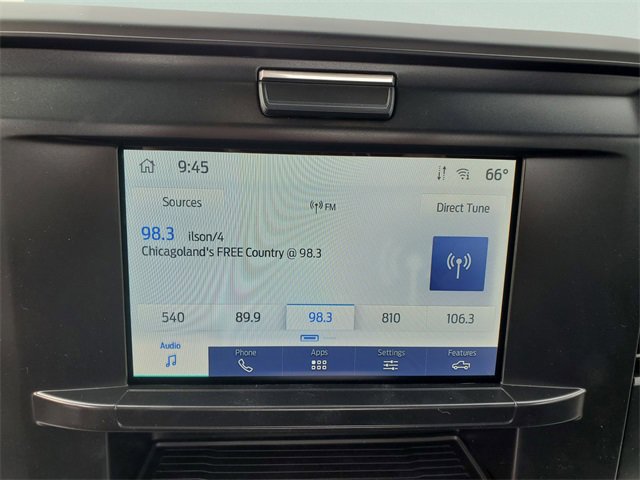 9:45 66°
Sources
FM
Direct Tune
98.3 ilson/4
Chicagoland's FREE Country @ 98.3
540 89.9 98.3 810 106.3
Audio Phone Apps Settings Features